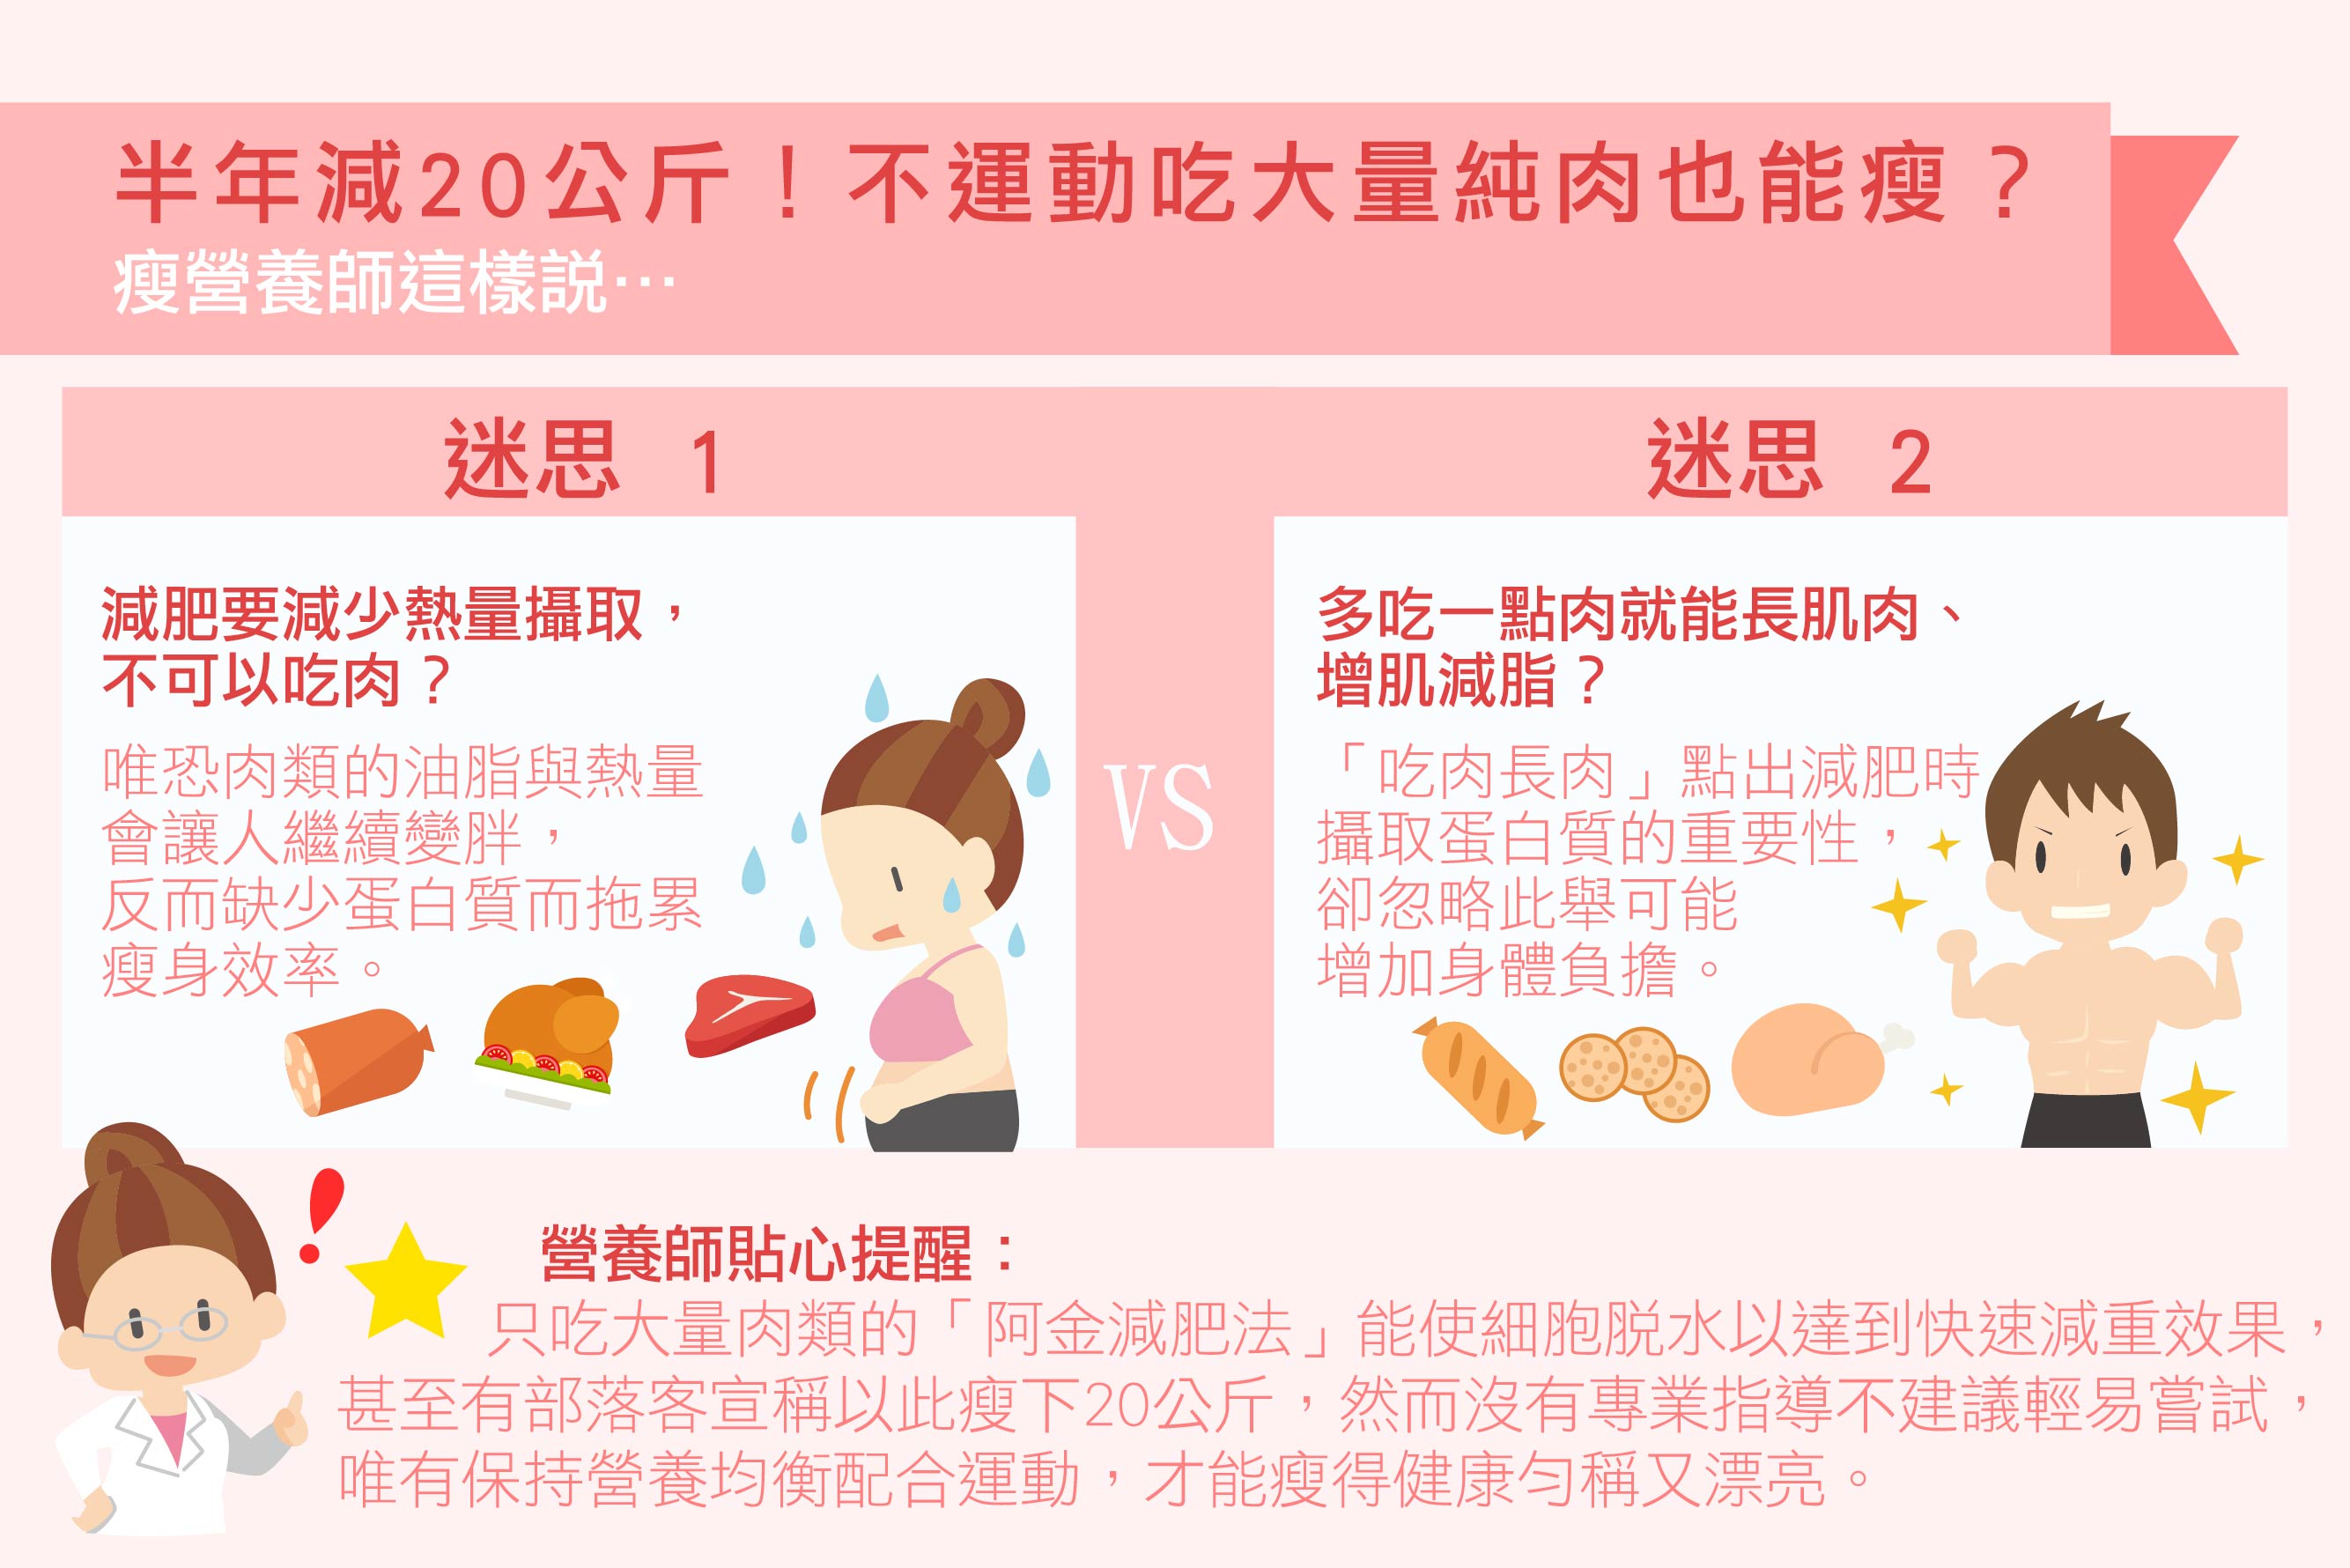 半年減20公斤！不運動吃大量純肉也能瘦？
瘦營養師這樣説…
迷思 1
減肥要減少熱量攝取，
不可以吃肉？
唯恐肉類的油脂與熱量
會讓人繼續變胖，
反而缺少蛋白質而拖累
瘦身效率。
VS
迷思 2
多吃一點肉就能長肌肉、
增肌減脂？
「吃肉長肉」點出減肥時
攝取蛋白質的重要性，
卻忽略此舉可能
增加身體負擔。
營養師貼心提醒：
只吃大量肉類的「阿金減肥法」能使細胞脱水以達到快速減重效果，
甚至有部落客宣稱以此瘦下20公斤，然而沒有專業指導不建議輕易嘗試，
唯有保持營養均衡配合運動，才能瘦得健康匀稱又漂亮。